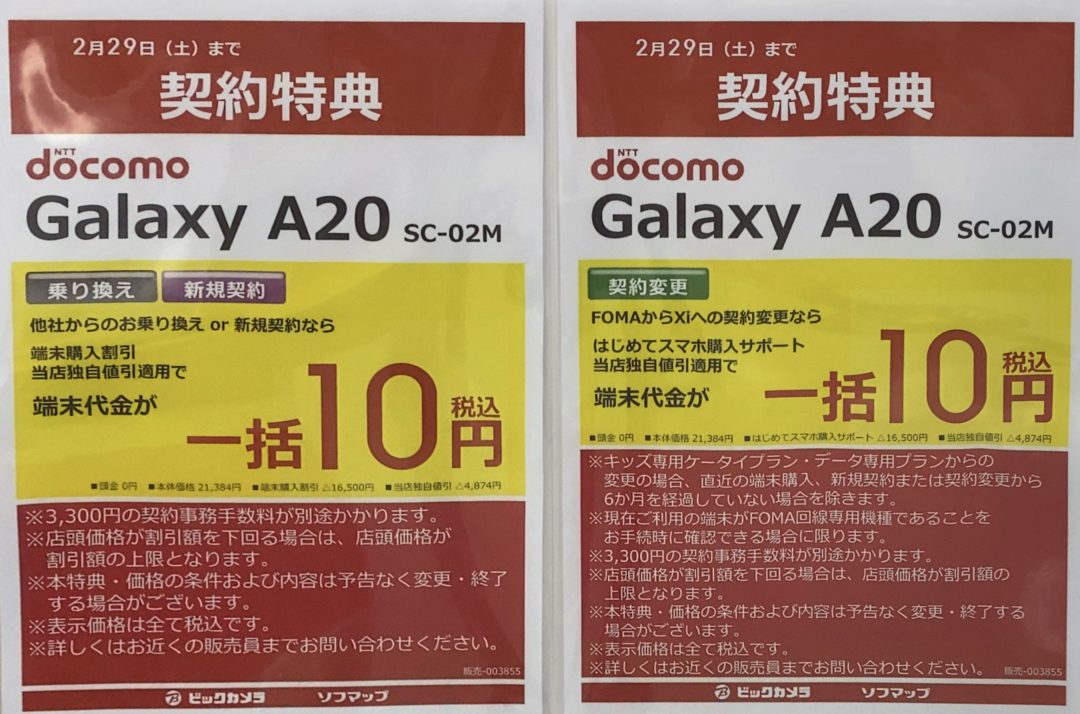 2月29日（土）まで
契約特典
NTT
docomo
Galaxy A20 SC-02M
乗り換え 新規契約
他社からのお乗り換え or 新規契約なら
端末購入割引
当店独自値引適用で
端末代金が
一括10円 税込
■頭金 0円 ■本体価格 21,384円 ■端末購入割引 △16,500円 ■当店独自値引 △4,874円
※3,300円の契約事務手数料が別途かかります。
※店頭価格が割引額を下回る場合は、店頭価格が
割引額の上限となります。
※本特典・価格の条件および内容は予告なく変更・終了
する場合がございます。
※表示価格は全て税込です。
※詳しくはお近くの販売員までお問い合わせください。
販売-003855
B ビックカメラ ソフマップ
2月29日（土）まで
契約特典
NTT
docomo
Galaxy A20 SC-02M
契約変更
FOMAからXiへの契約変更なら
はじめてスマホ購入サポート
当店独自値引適用で
端末代金が
一括10円 税込
■頭金 0円 ■本体価格 21,384円 ■はじめてスマホ購入サポート △16,500円 ■当店独自値引 △4,874円
※キッズ専用ケータイプラン・データ専用プランからの
変更の場合、直近の端末購入、新規契約または契約変更から
6か月を経過していない場合を除きます。
※現在ご利用の端末がFOMA回線専用機種であることを
お手続時に確認できる場合に限ります。
※3,300円の契約事務手数料が別途かかります。
※店頭価格が割引額を下回る場合は、店頭価格が割引額の
上限となります。
※本特典・価格の条件および内容は予告なく変更・終了する
場合がございます。
※表示価格は全て税込です。
※詳しくはお近くの販売員までお問い合わせください。
販売-003855
B ビックカメラ ソフマップ